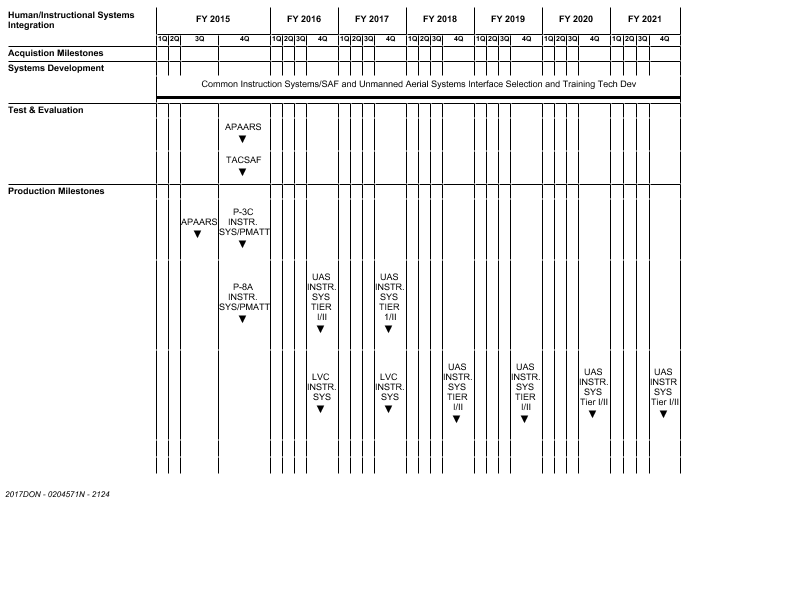 Human/Instructional Systems
Integration
FY 2015 FY 2016 FY 2017 FY 2018 FY 2019 FY 2020 FY 2021
1Q 2Q 3Q 4Q 1Q 2Q 3Q 4Q 1Q 2Q 3Q 4Q 1Q 2Q 3Q 4Q 1Q 2Q 3Q 4Q 1Q 2Q 3Q 4Q 1Q 2Q 3Q 4Q
Acquistion Milestones
Systems Development
Common Instruction Systems/SAF and Unmanned Aerial Systems Interface Selection and Training Tech Dev
Test & Evaluation
APAARS
TACSAF
Production Milestones
APAARS
P-3C
INSTR.
SYS/PMATT
P-8A
INSTR.
SYS/PMATT
UAS
INSTR.
SYS
TIER
I/II
UAS
INSTR.
SYS
TIER
1/II
LVC
INSTR.
SYS
LVC
INSTR.
SYS
UAS
INSTR.
SYS
TIER
I/II
UAS
INSTR.
SYS
TIER
I/II
UAS
INSTR.
SYS
Tier I/II
UAS
INSTR
SYS
Tier I/II
2017DON - 0204571N - 2124